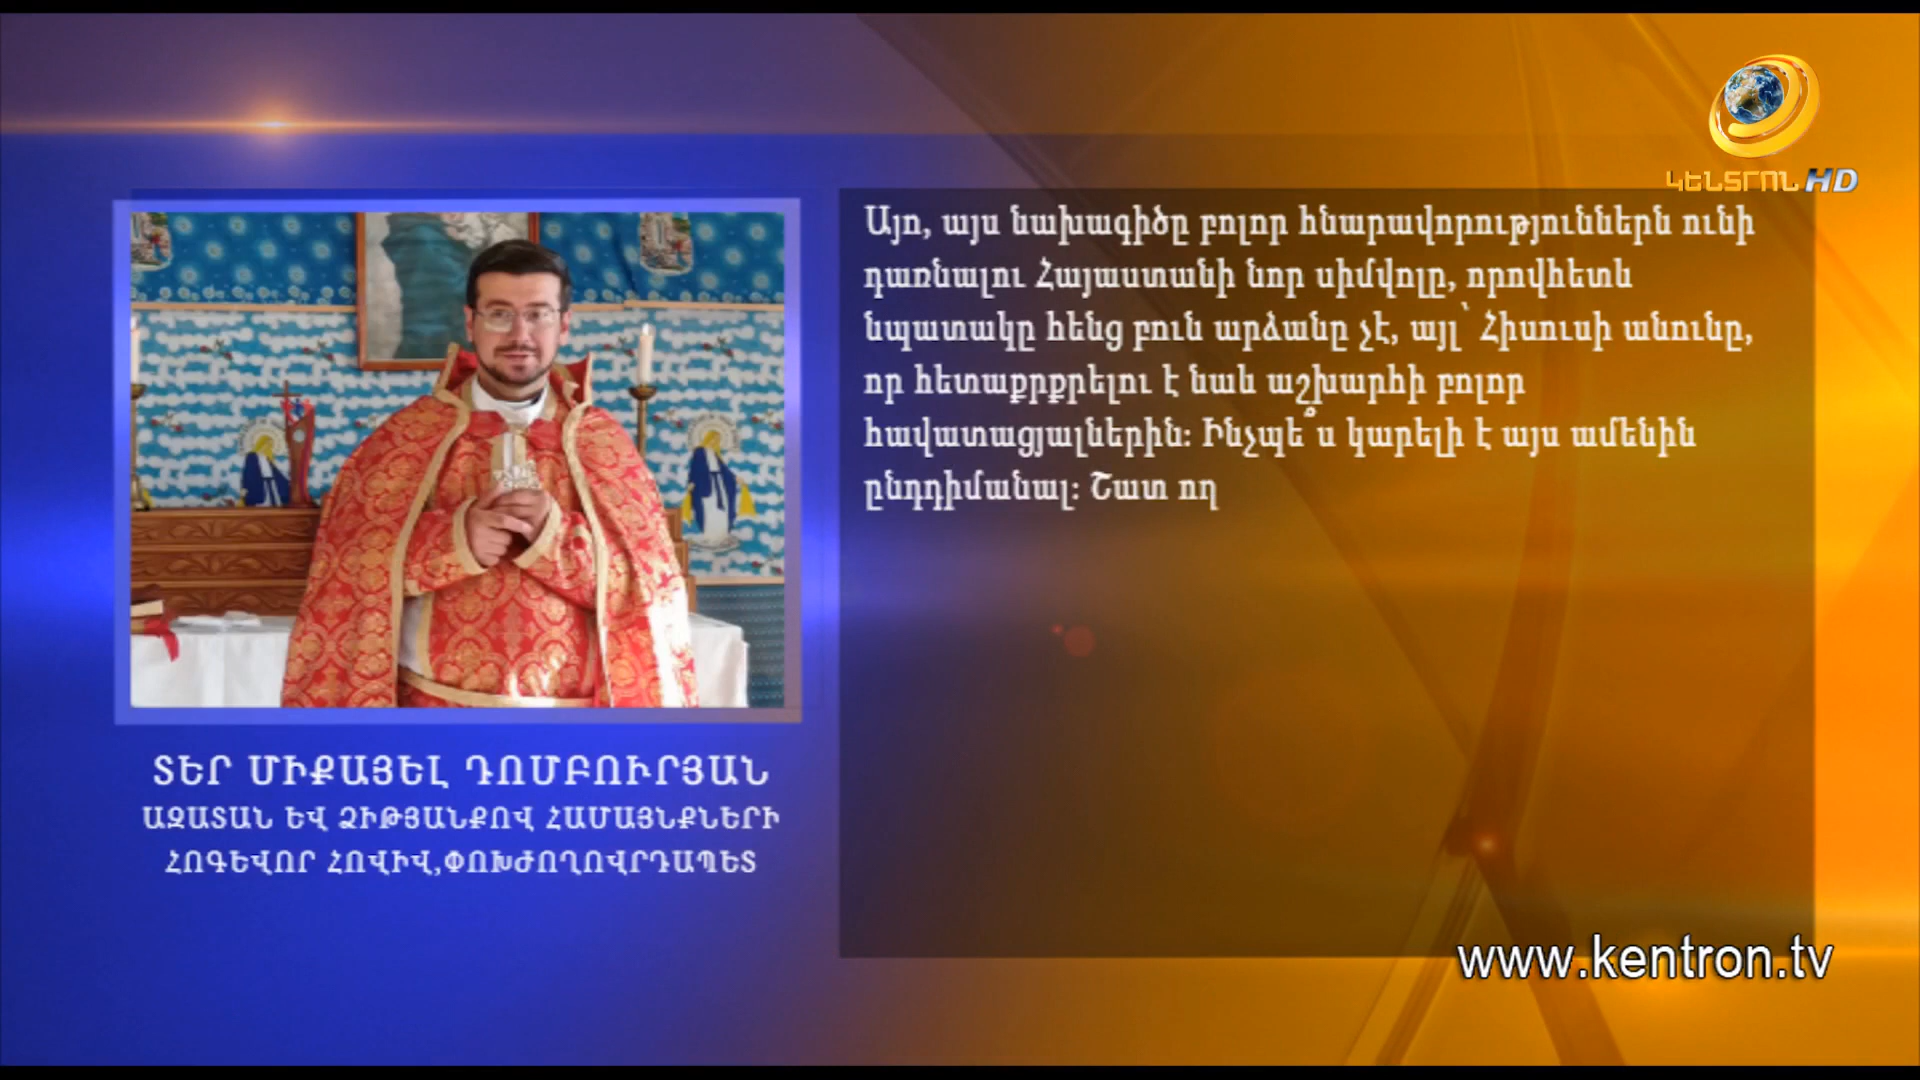 ԿԵՆՏՐՈՆ HD
Այո, այս նախագիծը բոլոր հնարավորություններն ունի
դառնալու Հայաստանի նոր սիմվոլը, որովհետև
նպատակը հենց բուն արձանը չէ, այլ՝ Հիսուսի անունը,
որ հետաքրքրելու է նաև աշխարհի բոլոր
հավատացյալներին։ Ինչպե՞ս կարելի է այս ամենին
ընդդիմանալ։ Շատ ող
ՏԵՐ ՄԻՔԱՅԵԼ ԴՈՄԲՈՒՐՅԱՆ
ԱԶԱՏԱՆ ԵՎ ՁԻԹՅԱՆՔՈՎ ՀԱՄԱՅՆՔՆԵՐԻ
ՀՈԳԵՎՈՐ ՀՈՎԻՎ,ՓՈԽԺՈՂՈՎՐԴԱՊԵՏ
www.kentron.tv